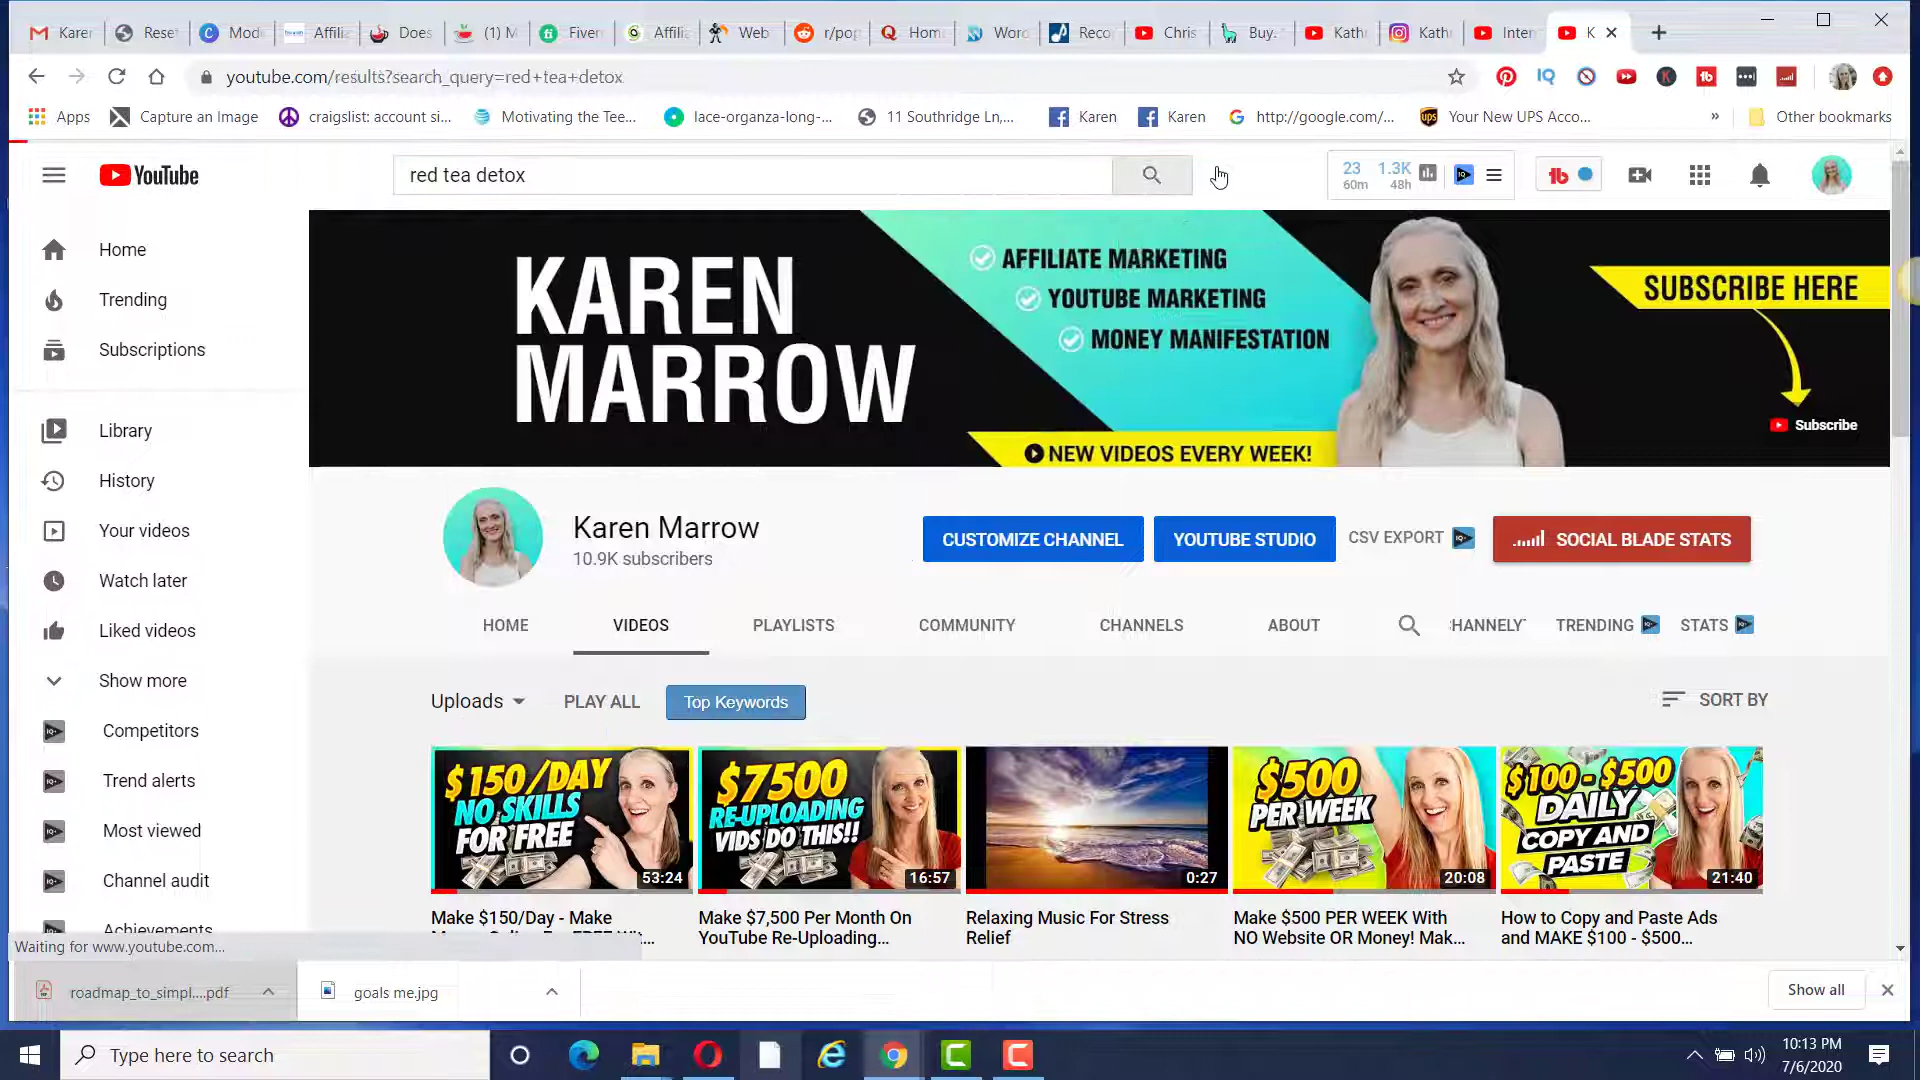 Karer
Rese
Mod
Affilia
Does
(1) M
Fiver
Affilia
Web
r/pop
Hom
Word
Reco
Chris
Buy.
Kath
Kath
Inter
K
youtube.com/results?search_query=red+tea+detox
Apps
Capture an Image
craigslist: account si...
Motivating the Tee...
lace-organza-long-...
11 Southridge Ln,...
Karen
Karen
http://google.com/...
Your New UPS Acco...
»
Other bookmarks
YouTube
red tea detox
23
60m
1.3K
48h
Home
Trending
Subscriptions
Library
History
Your videos
Watch later
Liked videos
Show more
Competitors
Trend alerts
Most viewed
Channel audit
Achievements
KAREN
MARROW
AFFILIATE MARKETING
YOUTUBE MARKETING
MONEY MANIFESTATION
NEW VIDEOS EVERY WEEK!
SUBSCRIBE HERE
Subscribe
Karen Marrow
10.9K subscribers
CUSTOMIZE CHANNEL
YOUTUBE STUDIO
CSV EXPORT
SOCIAL BLADE STATS
HOME
VIDEOS
PLAYLISTS
COMMUNITY
CHANNELS
ABOUT
HANNELY
TRENDING
STATS
Uploads
PLAY ALL
Top Keywords
SORT BY
$150/DAY
NO SKILLS
FOR FREE
53:24
$7500
RE-UPLOADING
VIDS DO THIS!!
16:57
0:27
$500
PER WEEK
20:08
$100 - $500
DAILY
COPY AND
PASTE
21:40
Make $150/Day - Make
Make $7,500 Per Month On
YouTube Re-Uploading...
Relaxing Music For Stress
Relief
Make $500 PER WEEK With
NO Website OR Money! Mak...
How to Copy and Paste Ads
and MAKE $100 - $500...
Waiting for www.youtube.com...
roadmap_to_simpl....pdf
goals me.jpg
Show all
Type here to search
10:13 PM
7/6/2020